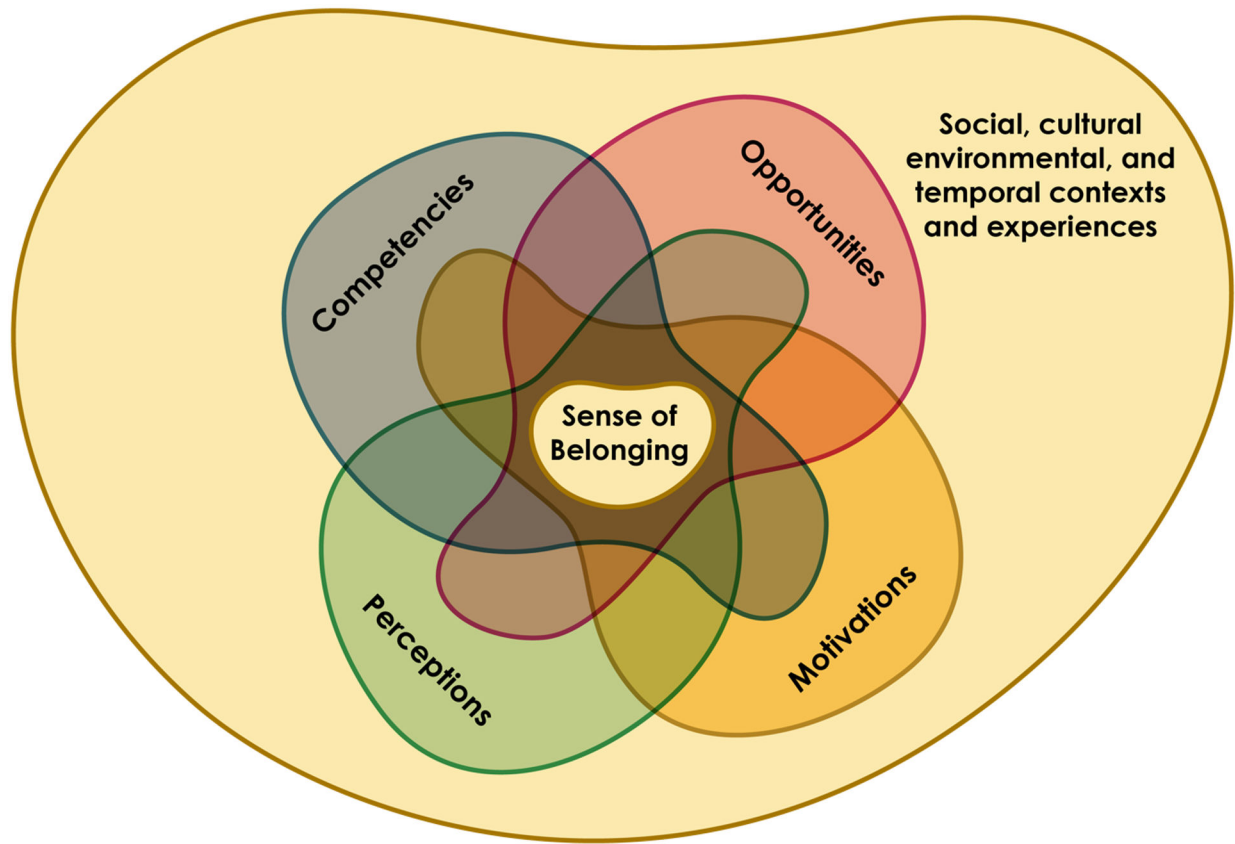 Competencies
Opportunities
Social, cultural
environmental, and
temporal contexts
and experiences
Sense of
Belonging
Perceptions
Motivations